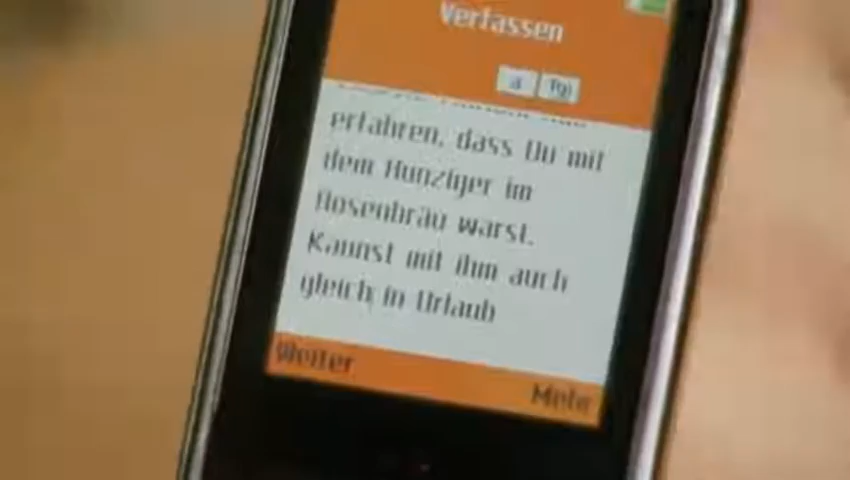 Verfassen
erfahren, dass Du mit
dem Hunziger im
Rosenbräu warst.
Kannst mit ihm auch
gleich in Urlaub
Weiter
Mehr